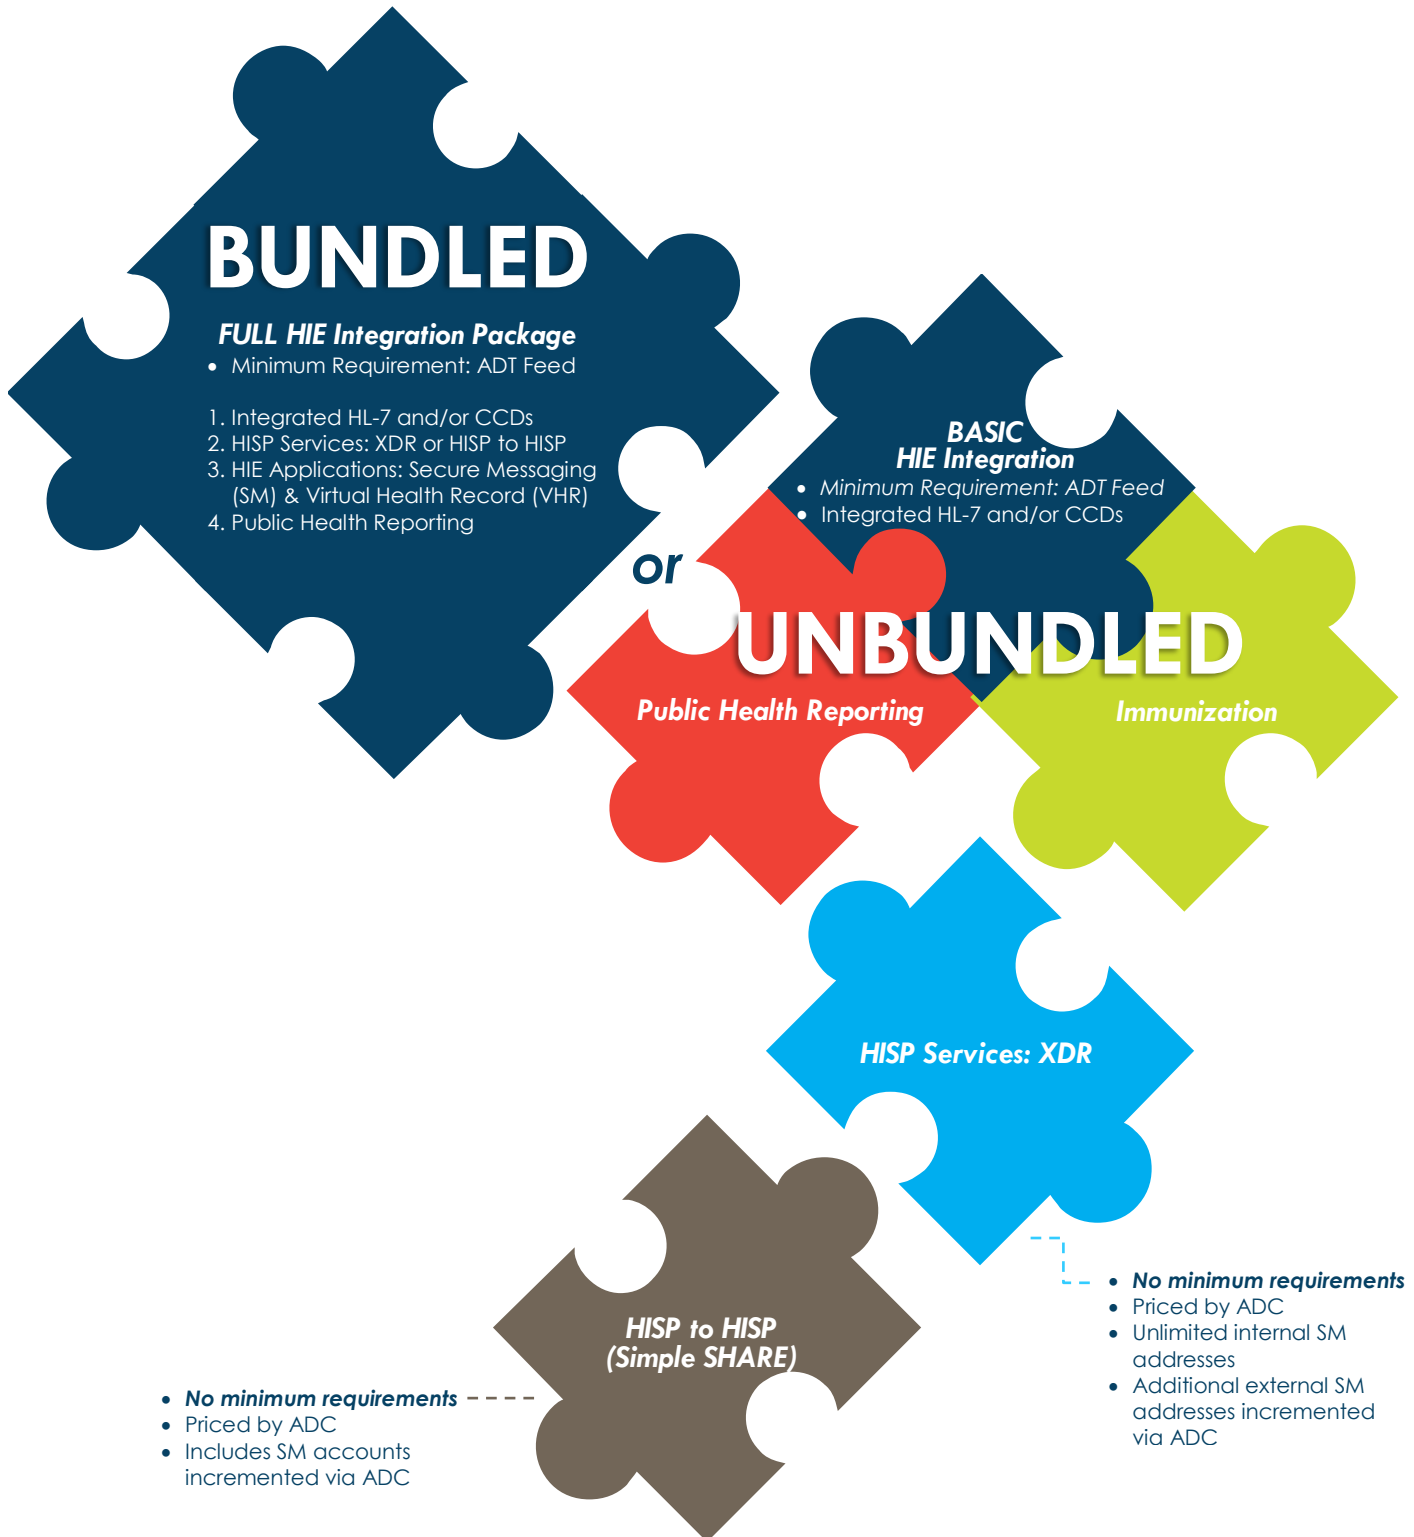 BUNDLED
FULL HIE Integration Package
• Minimum Requirement: ADT Feed
1. Integrated HL-7 and/or CCDs
2. HISP Services: XDR or HISP to HISP
3. HIE Applications: Secure Messaging
(SM) & Virtual Health Record (VHR)
4. Public Health Reporting
or
BASIC
HIE Integration
• Minimum Requirement: ADT Feed
• Integrated HL-7 and/or CCDs
UNBUNDLED
Public Health Reporting
Immunization
HISP Services: XDR
• No minimum requirements
• Priced by ADC
• Unlimited internal SM
addresses
• Additional external SM
addresses incremented
via ADC
HISP to HISP
(Simple SHARE)
• No minimum requirements
• Priced by ADC
• Includes SM accounts
incremented via ADC